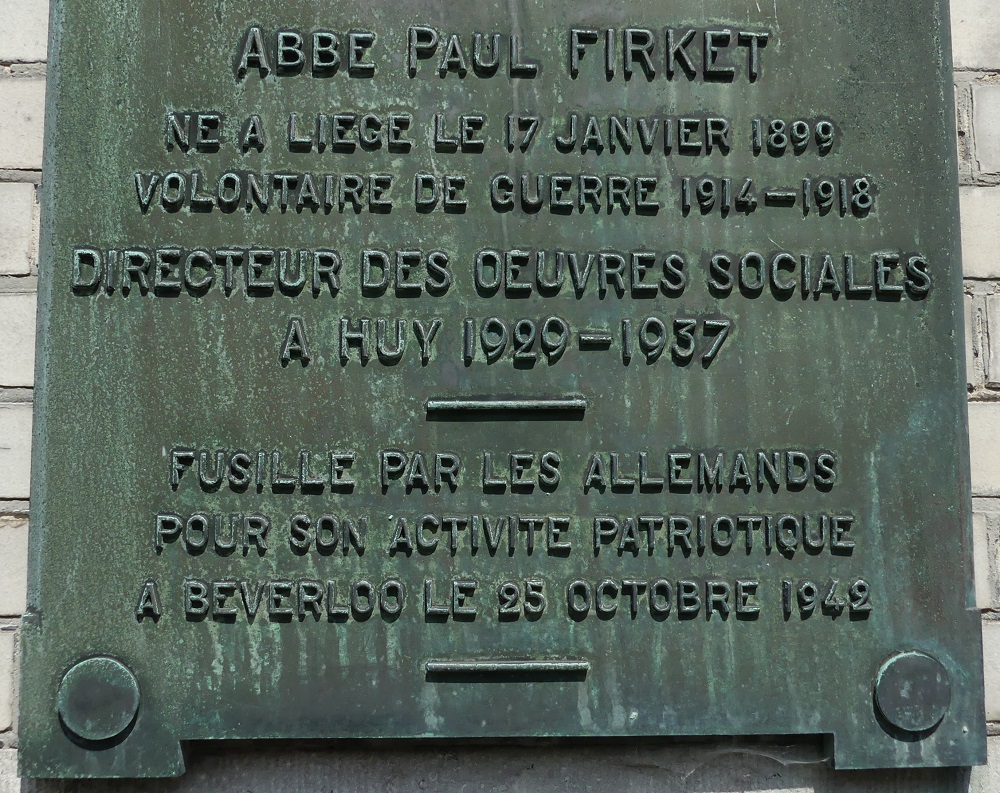 ABBE PAUL FIRKET
NE A LIEGE LE 17 JANVIER 1899
VOLONTAIRE DE GUERRE 1914-1918
DIRECTEUR DES OEUVRES SOCIALES
A HUY 1929-1937
FUSILLE PAR LES ALLEMANDS
POUR SON ACTIVITE PATRIOTIQUE
A BEVERLOO LE 25 OCTOBRE 1942